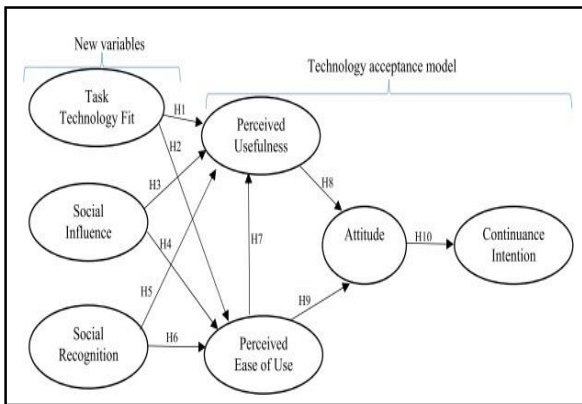 New variables
Technology acceptance model
Task
Technology Fit
H1
Perceived
Usefulness
H2
H3
H8
Social
Influence
H4
H7
Attitude
H10
Continuance
Intention
H5
H9
Social
Recognition
H6
Perceived
Ease of Use